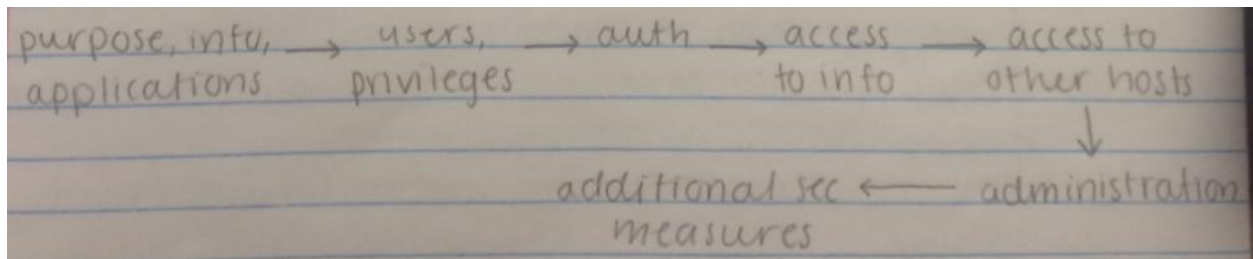 purpose, info, → users, → auth → access → access to
applications privileges to info other hosts
↓
additional sec ← administration
measures